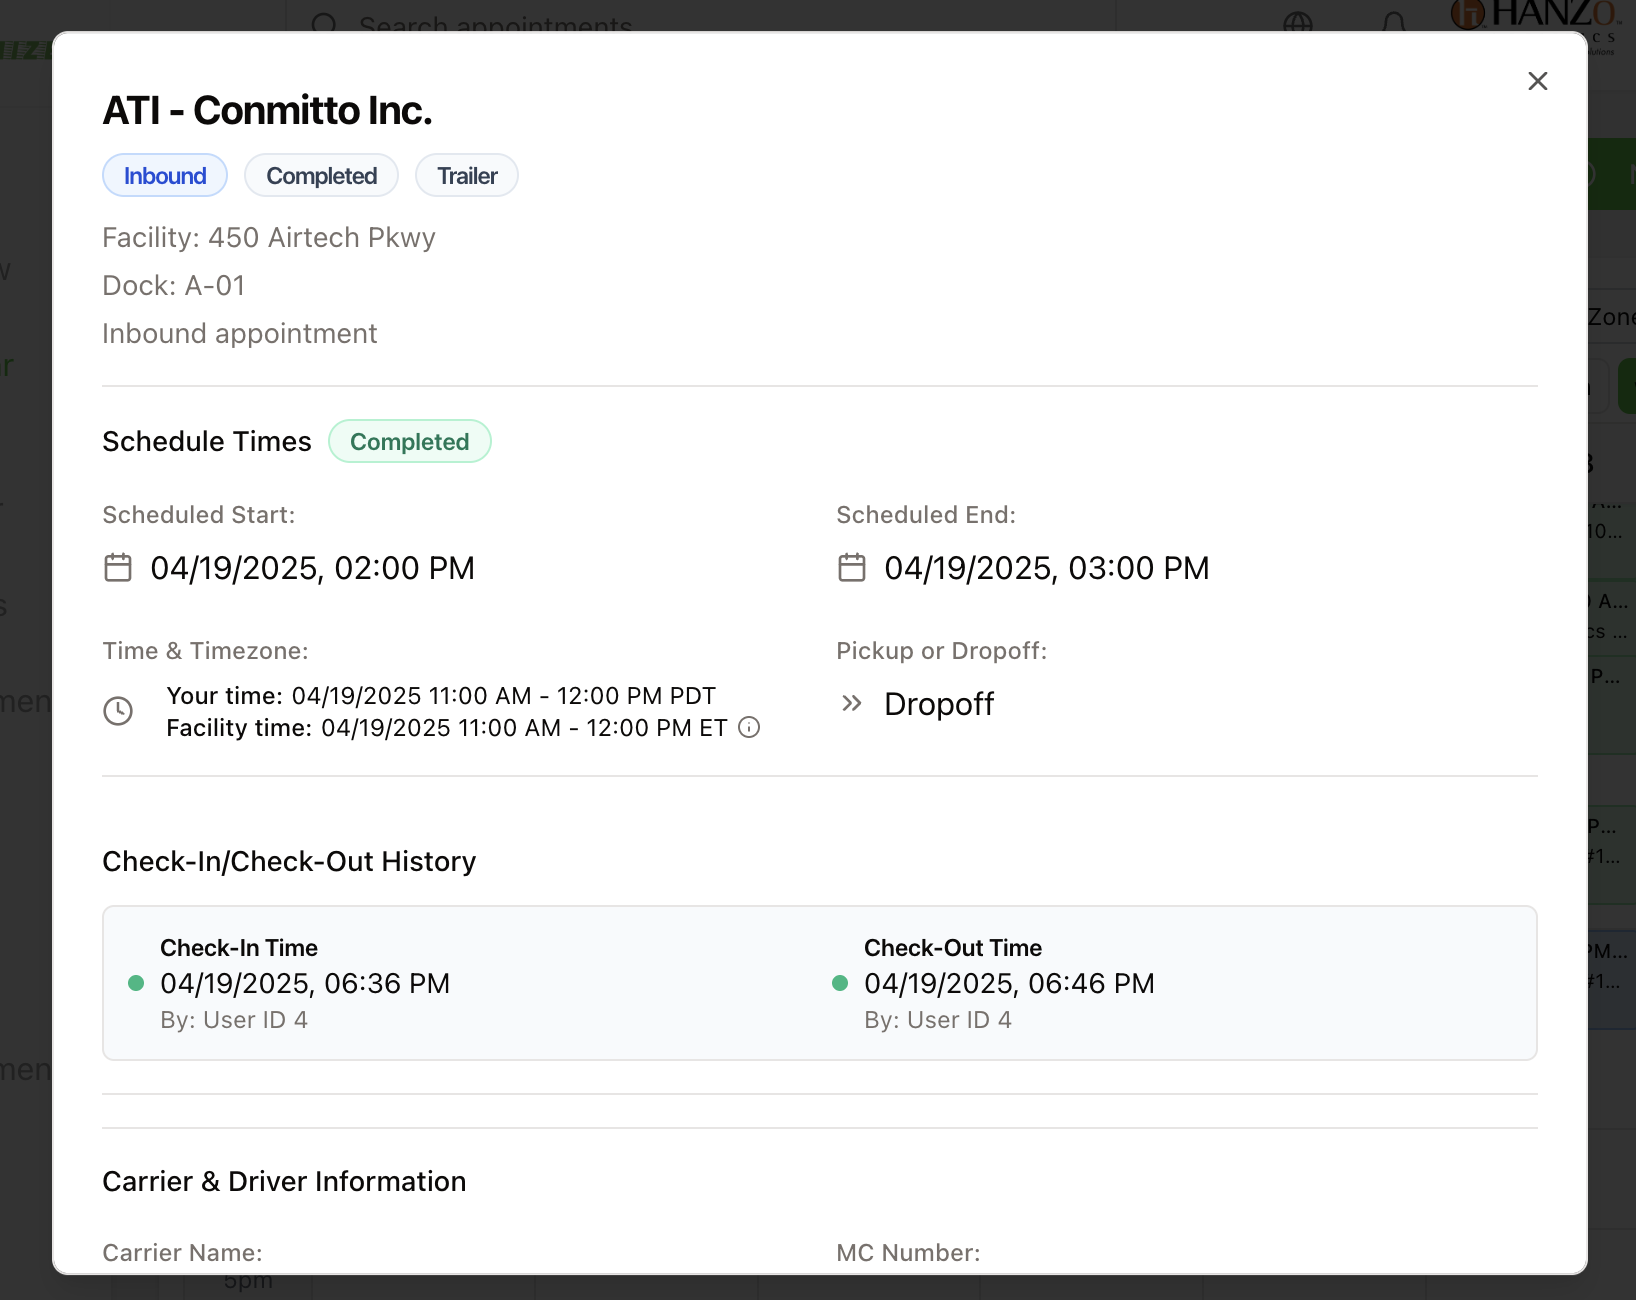 Search appointments
HANZO
ATI - Conmitto Inc.
Inbound
Completed
Trailer
Facility: 450 Airtech Pkwy
Dock: A-01
Inbound appointment
Schedule Times
Completed
Scheduled Start:
04/19/2025, 02:00 PM
Scheduled End:
04/19/2025, 03:00 PM
Time & Timezone:
Your time: 04/19/2025 11:00 AM - 12:00 PM PDT
Facility time: 04/19/2025 11:00 AM - 12:00 PM ET
Pickup or Dropoff:
Dropoff
Check-In/Check-Out History
Check-In Time
04/19/2025, 06:36 PM
By: User ID 4
Check-Out Time
04/19/2025, 06:46 PM
By: User ID 4
Carrier & Driver Information
Carrier Name:
MC Number:
5pm